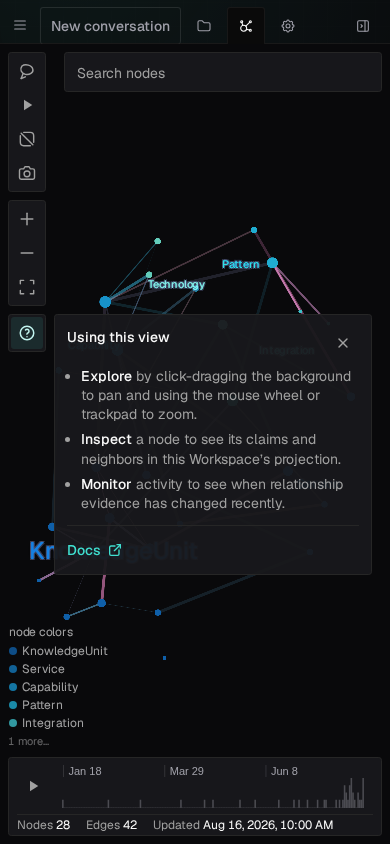 New conversation
Search nodes
Pattern
Technology
Using this view
Integration
Explore by click-dragging the background
to pan and using the mouse wheel or
trackpad to zoom.
Inspect a node to see its claims and
neighbors in this Workspace's projection.
Monitor activity to see when relationship
evidence has changed recently.
KnowledgeUnit
Docs
node colors
KnowledgeUnit
Service
Capability
Pattern
Integration
1 more...
Jan 18 Mar 29 Jun 8
Nodes 28 Edges 42 Updated Aug 16, 2026, 10:00 AM